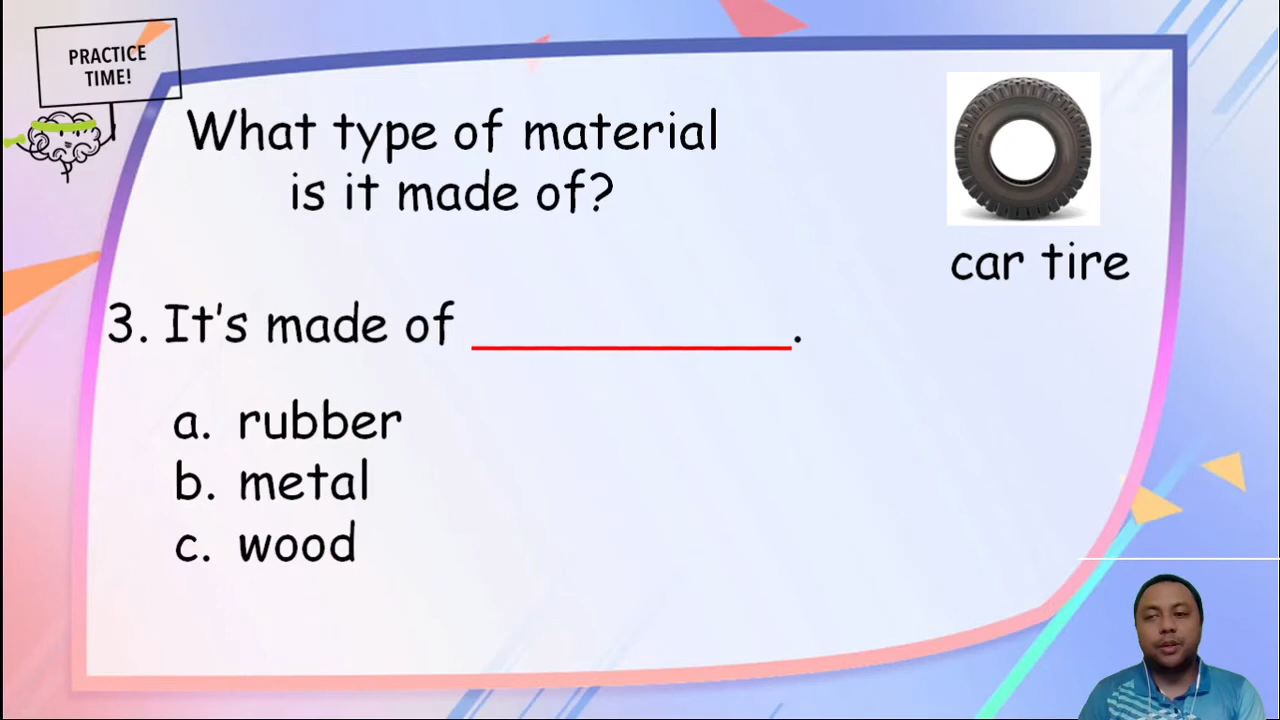 PRACTICE
TIME!
What type of material
is it made of?
car tire
3. It's made of ____________.
a. rubber
b. metal
c. wood